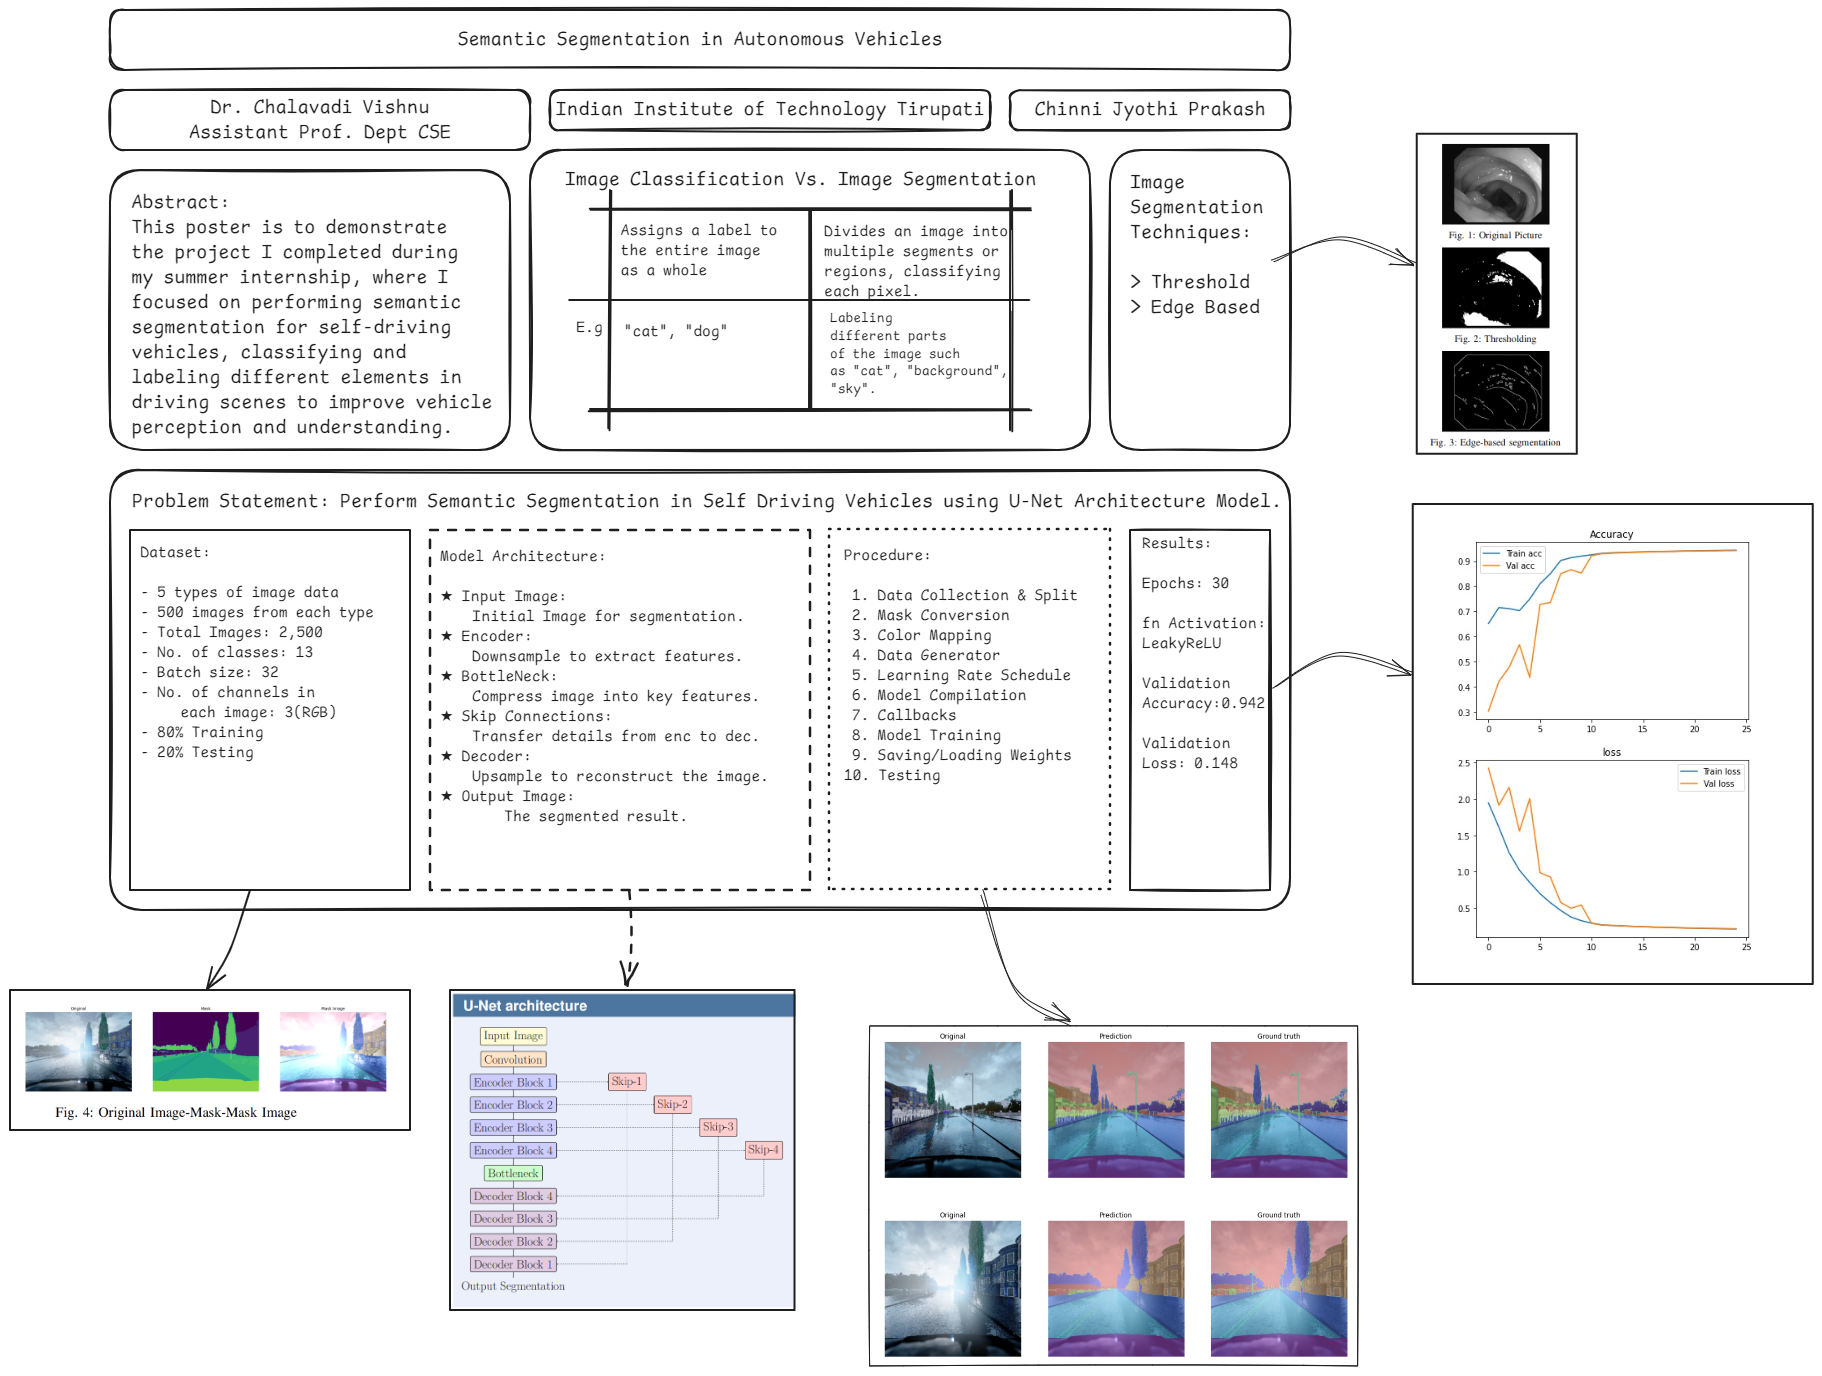 Semantic Segmentation in Autonomous Vehicles
Dr. Chalavadi Vishnu
Assistant Prof. Dept CSE
Indian Institute of Technology Tirupati
Chinni Jyothi Prakash
Abstract:
This poster is to demonstrate
the project I completed during
my summer internship, where I
focused on performing semantic
segmentation for self-driving
vehicles, classifying and
labeling different elements in
driving scenes to improve vehicle
perception and understanding.
Image Classification Vs. Image Segmentation
Assigns a label to
the entire image
as a whole
Divides an image into
multiple segments or
regions, classifying
each pixel.
E.g
"cat", "dog"
Labeling
different parts
of the image such
as "cat", "background",
"sky".
Image
Segmentation
Techniques:
> Threshold
> Edge Based
Fig. 1: Original Picture
Fig. 2: Thresholding
Fig. 3: Edge-based segmentation
Problem Statement: Perform Semantic Segmentation in Self Driving Vehicles using U-Net Architecture Model.
Dataset:
- 5 types of image data
- 500 images from each type
- Total Images: 2,500
- No. of classes: 13
- Batch size: 32
- No. of channels in
each image: 3(RGB)
- 80% Training
- 20% Testing
Model Architecture:
★ Input Image:
Initial Image for segmentation.
★ Encoder:
Downsample to extract features.
★ BottleNeck:
Compress image into key features.
★ Skip Connections:
Transfer details from enc to dec.
★ Decoder:
Upsample to reconstruct the image.
★ Output Image:
The segmented result.
Procedure:
1. Data Collection & Split
2. Mask Conversion
3. Color Mapping
4. Data Generator
5. Learning Rate Schedule
6. Model Compilation
7. Callbacks
8. Model Training
9. Saving/Loading Weights
10. Testing
Results:
Epochs: 30
fn Activation:
LeakyReLU
Validation
Accuracy:0.942
Validation
Loss: 0.148
Accuracy
Train acc
Val acc
0.9
0.8
0.7
0.6
0.5
0.4
0.3
0 5 10 15 20 25
loss
Train loss
Val loss
2.5
2.0
1.5
1.0
0.5
0 5 10 15 20 25
Original Mask Mask Image
Fig. 4: Original Image-Mask-Mask Image
U-Net architecture
Input Image
Convolution
Encoder Block 1 Skip-1
Encoder Block 2 Skip-2
Encoder Block 3 Skip-3
Encoder Block 4 Skip-4
Bottleneck
Decoder Block 4
Decoder Block 3
Decoder Block 2
Decoder Block 1
Output Segmentation
Original Prediction Ground truth
Original Prediction Ground truth